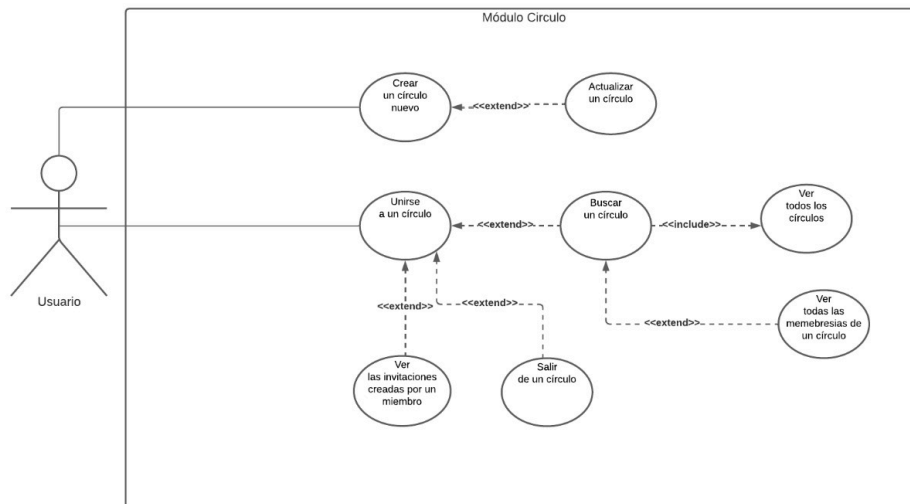 Módulo Circulo
Crear
un círculo
nuevo
<<extend>>
Actualizar
un círculo
Unirse
a un círculo
<<extend>>
Buscar
un círculo
<<include>>
Ver
todos los
círculos
Usuario
<<extend>>
<<extend>>
<<extend>>
Ver
todas las
memebresias de
un círculo
Ver
las invitaciones
creadas por un
miembro
Salir
de un círculo